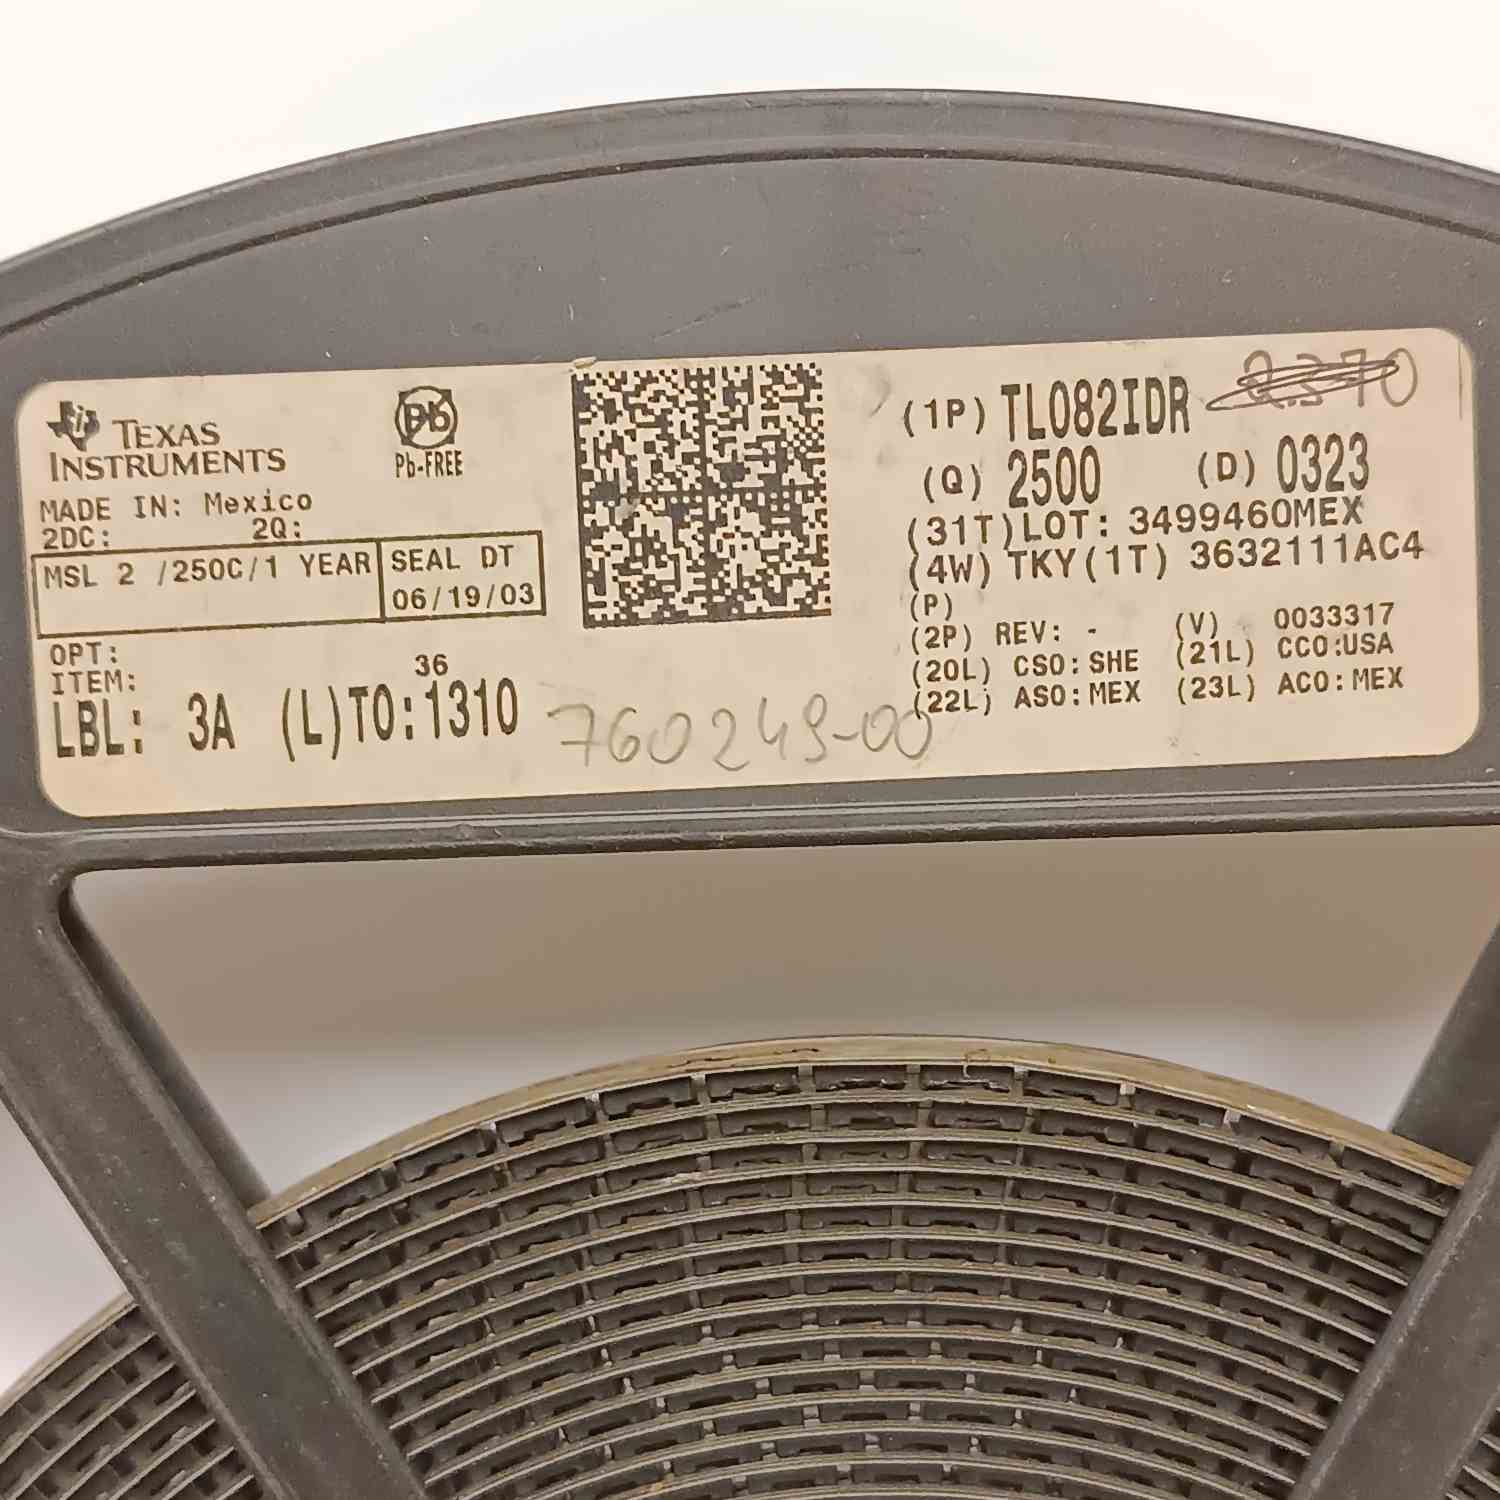 TEXAS
INSTRUMENTS
Pb
Pb-FREE
MADE IN: Mexico
2DC: 2Q:
MSL 2 /250C/1 YEAR
SEAL DT
06/19/03
OPT:
ITEM: 36
LBL: 3A (L)TO:1310
760249-00
(1P) TL082IDR
(Q) 2500 (D) 0323
(31T)LOT: 3499460MEX
(4W) TKY(1T) 3632111AC4
(P)
(2P) REV: - (V) 0033317
(20L) CSO:SHE (21L) CCO:USA
(22L) ASO:MEX (23L) ACO:MEX